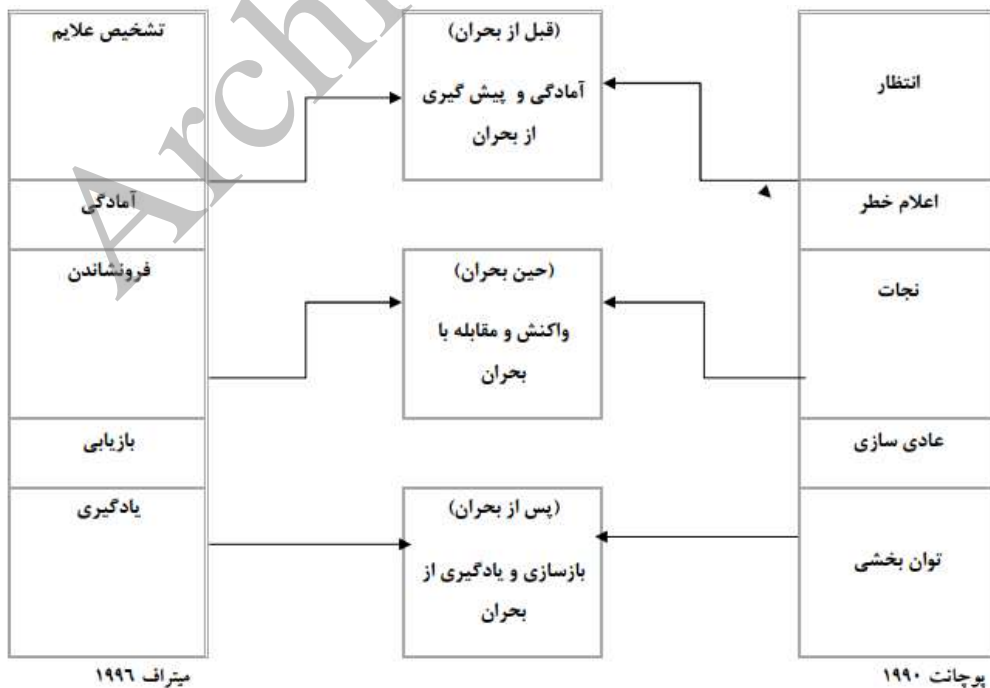 انتظار
اعلام خطر
نجات
عادی سازی
توان بخشی
پوچانت ۱۹۹۰
(قبل از بحران)
آمادگی و پیش گیری
از بحران
(حین بحران)
واکنش و مقابله با
بحران
(پس از بحران)
بازسازی و یادگیری از
بحران
تشخیص علایم
آمادگی
فرونشاندن
بازیابی
یادگیری
میتراف ۱۹۹٦